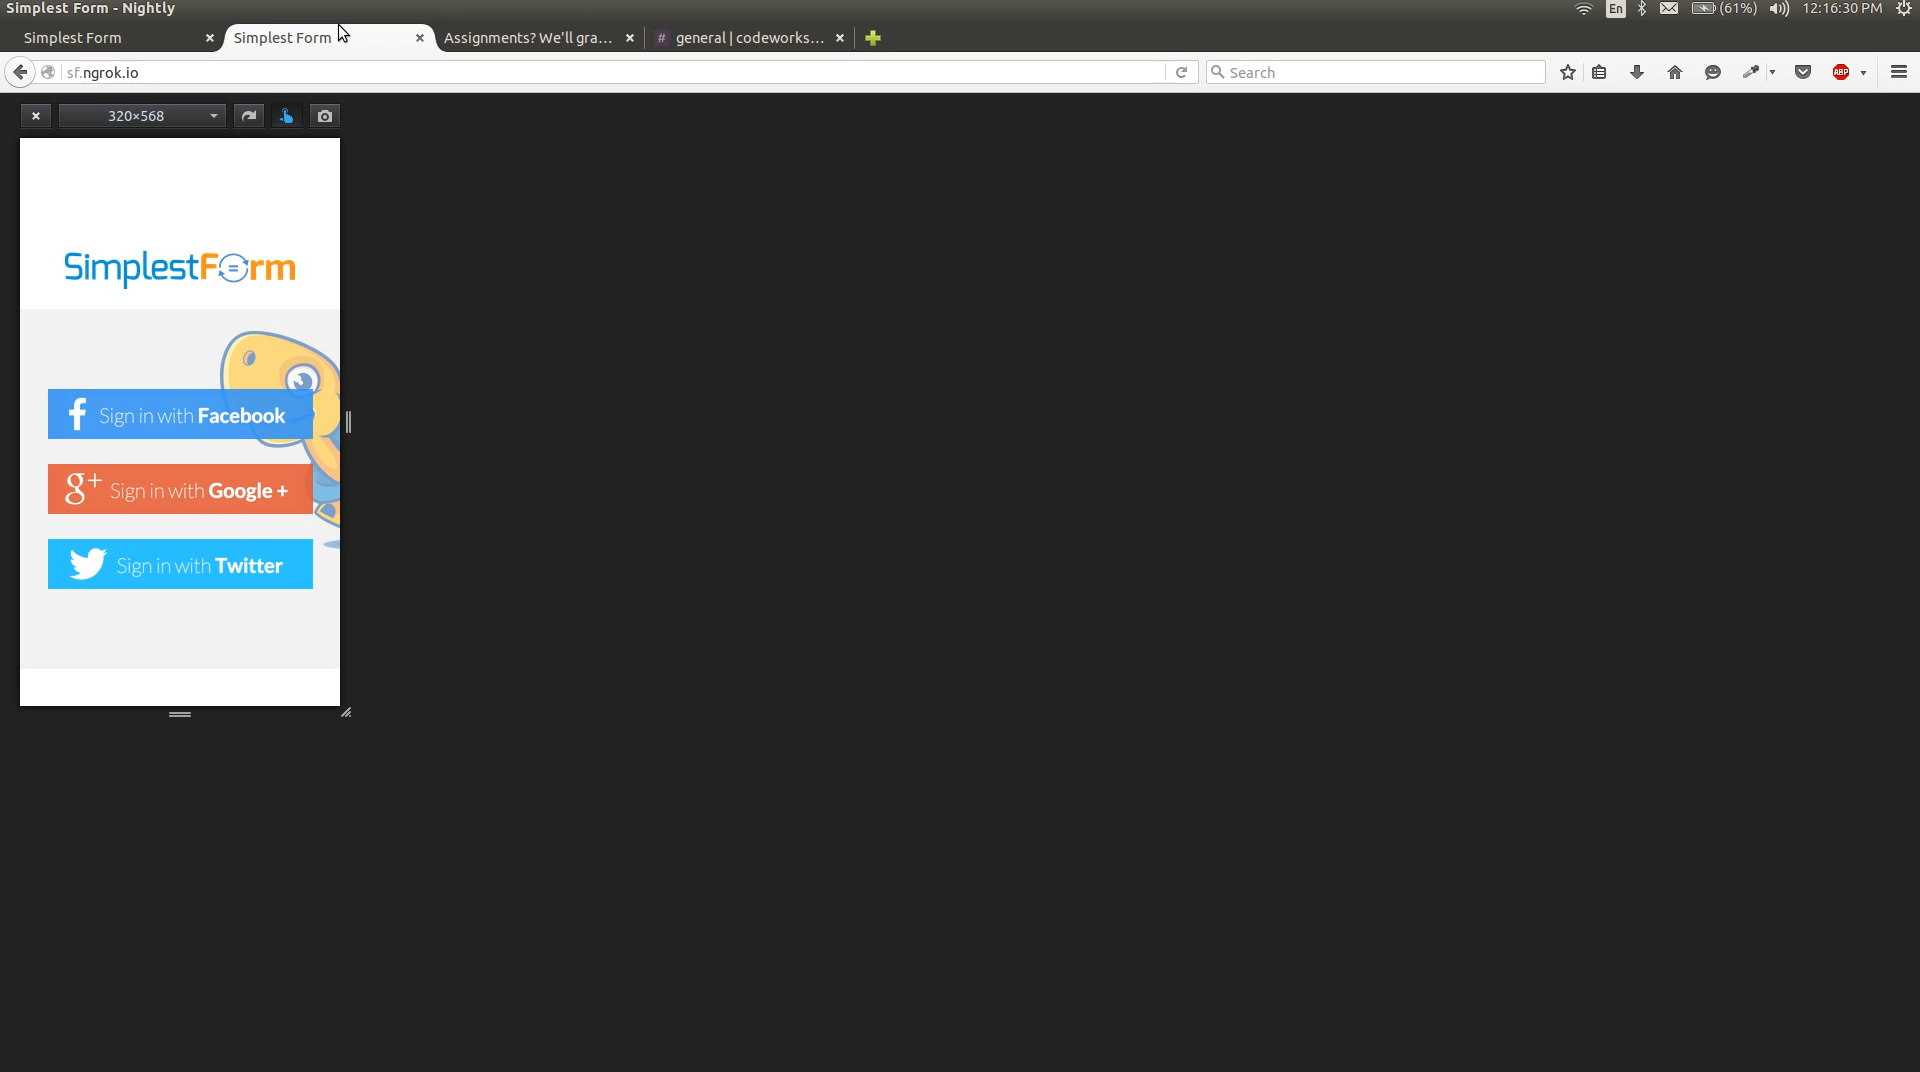 Simplest Form - Nightly
En
(61%)
12:16:30 PM
Simplest Form
Simplest Form
Assignments? We'll gra...
# general | codeworks...
sf.ngrok.io
Search
ABP
320×568
SimplestForm
f Sign in with Facebook
g+ Sign in with Google +
Sign in with Twitter